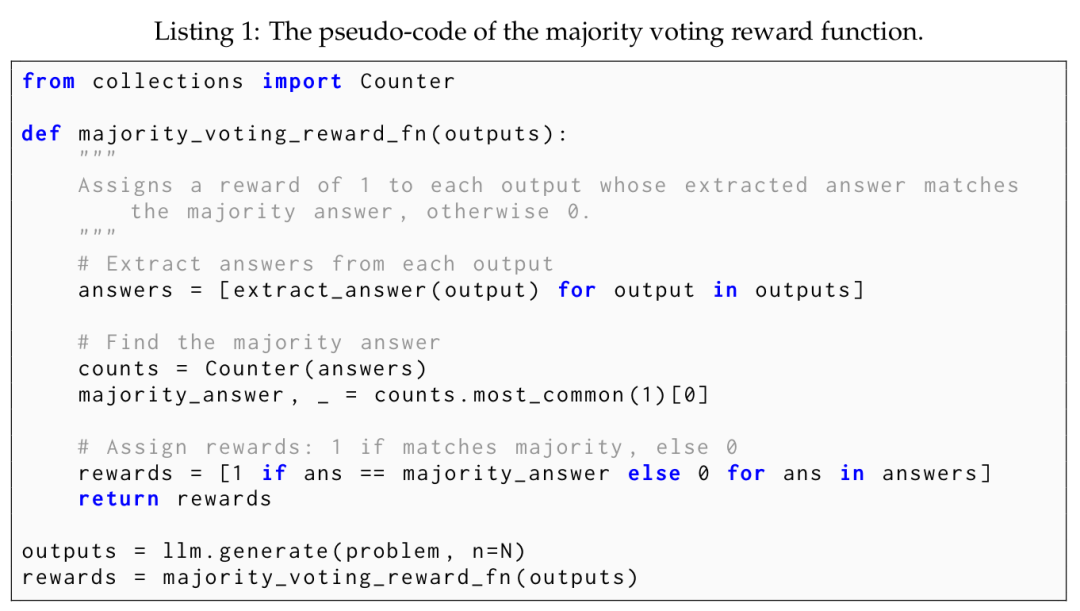 Listing 1: The pseudo-code of the majority voting reward function.
from collections import Counter
def majority_voting_reward_fn(outputs):
    """
    Assigns a reward of 1 to each output whose extracted answer matches
        the majority answer, otherwise 0.
    """
    # Extract answers from each output
    answers = [extract_answer(output) for output in outputs]
    # Find the majority answer
    counts = Counter(answers)
    majority_answer, _ = counts.most_common(1)[0]
    # Assign rewards: 1 if matches majority, else 0
    rewards = [1 if ans == majority_answer else 0 for ans in answers]
    return rewards
outputs = llm.generate(problem, n=N)
rewards = majority_voting_reward_fn(outputs)